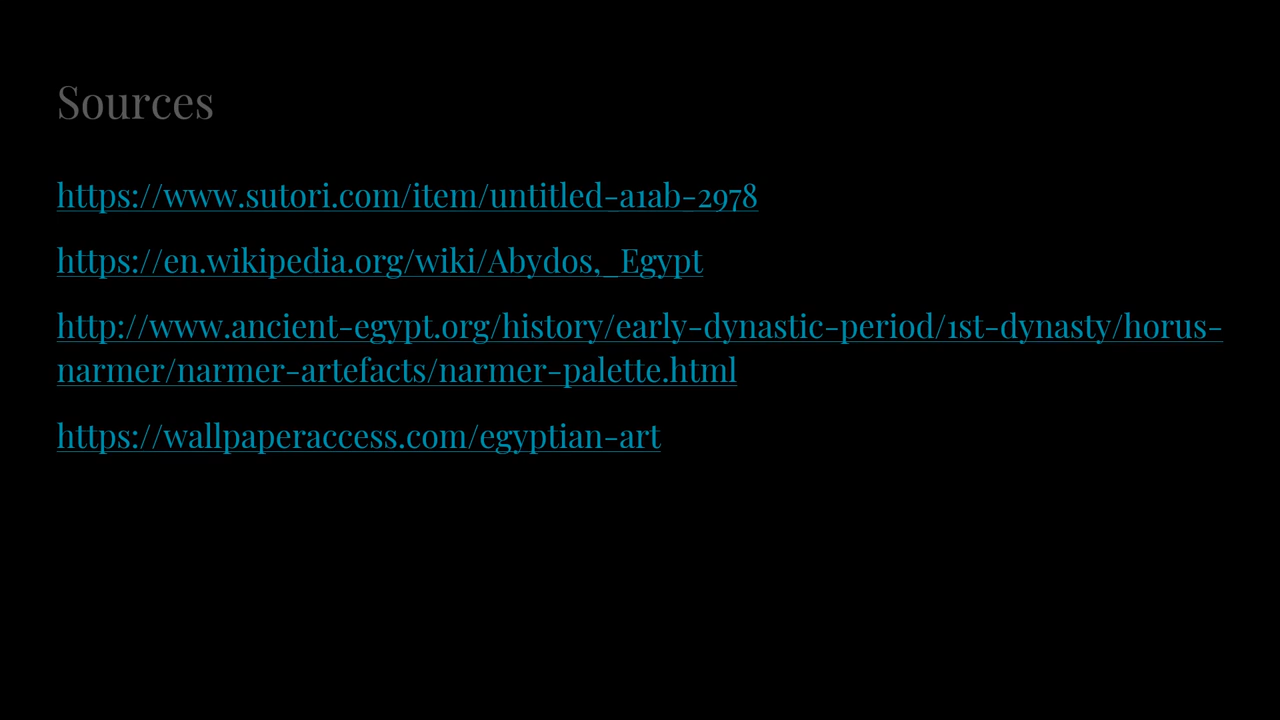 Sources
https://www.sutori.com/item/untitled-a1ab-2978
https://en.wikipedia.org/wiki/Abydos,_Egypt
http://www.ancient-egypt.org/history/early-dynastic-period/1st-dynasty/horus-
narmer/narmer-artefacts/narmer-palette.html
https://wallpaperaccess.com/egyptian-art